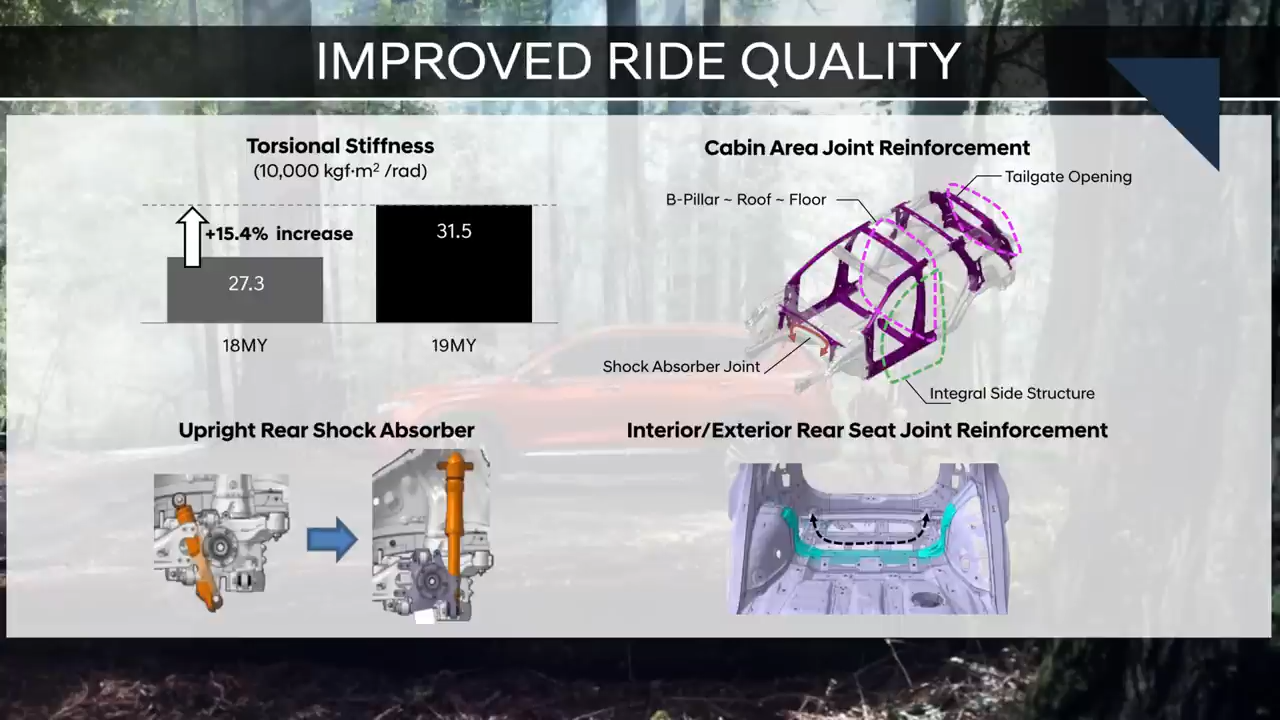 IMPROVED RIDE QUALITY
Torsional Stiffness
(10,000 kgf·m² /rad)
+15.4% increase
27.3
31.5
18MY
19MY
Cabin Area Joint Reinforcement
Tailgate Opening
B-Pillar ~ Roof ~ Floor
Shock Absorber Joint
Integral Side Structure
Upright Rear Shock Absorber
Interior/Exterior Rear Seat Joint Reinforcement